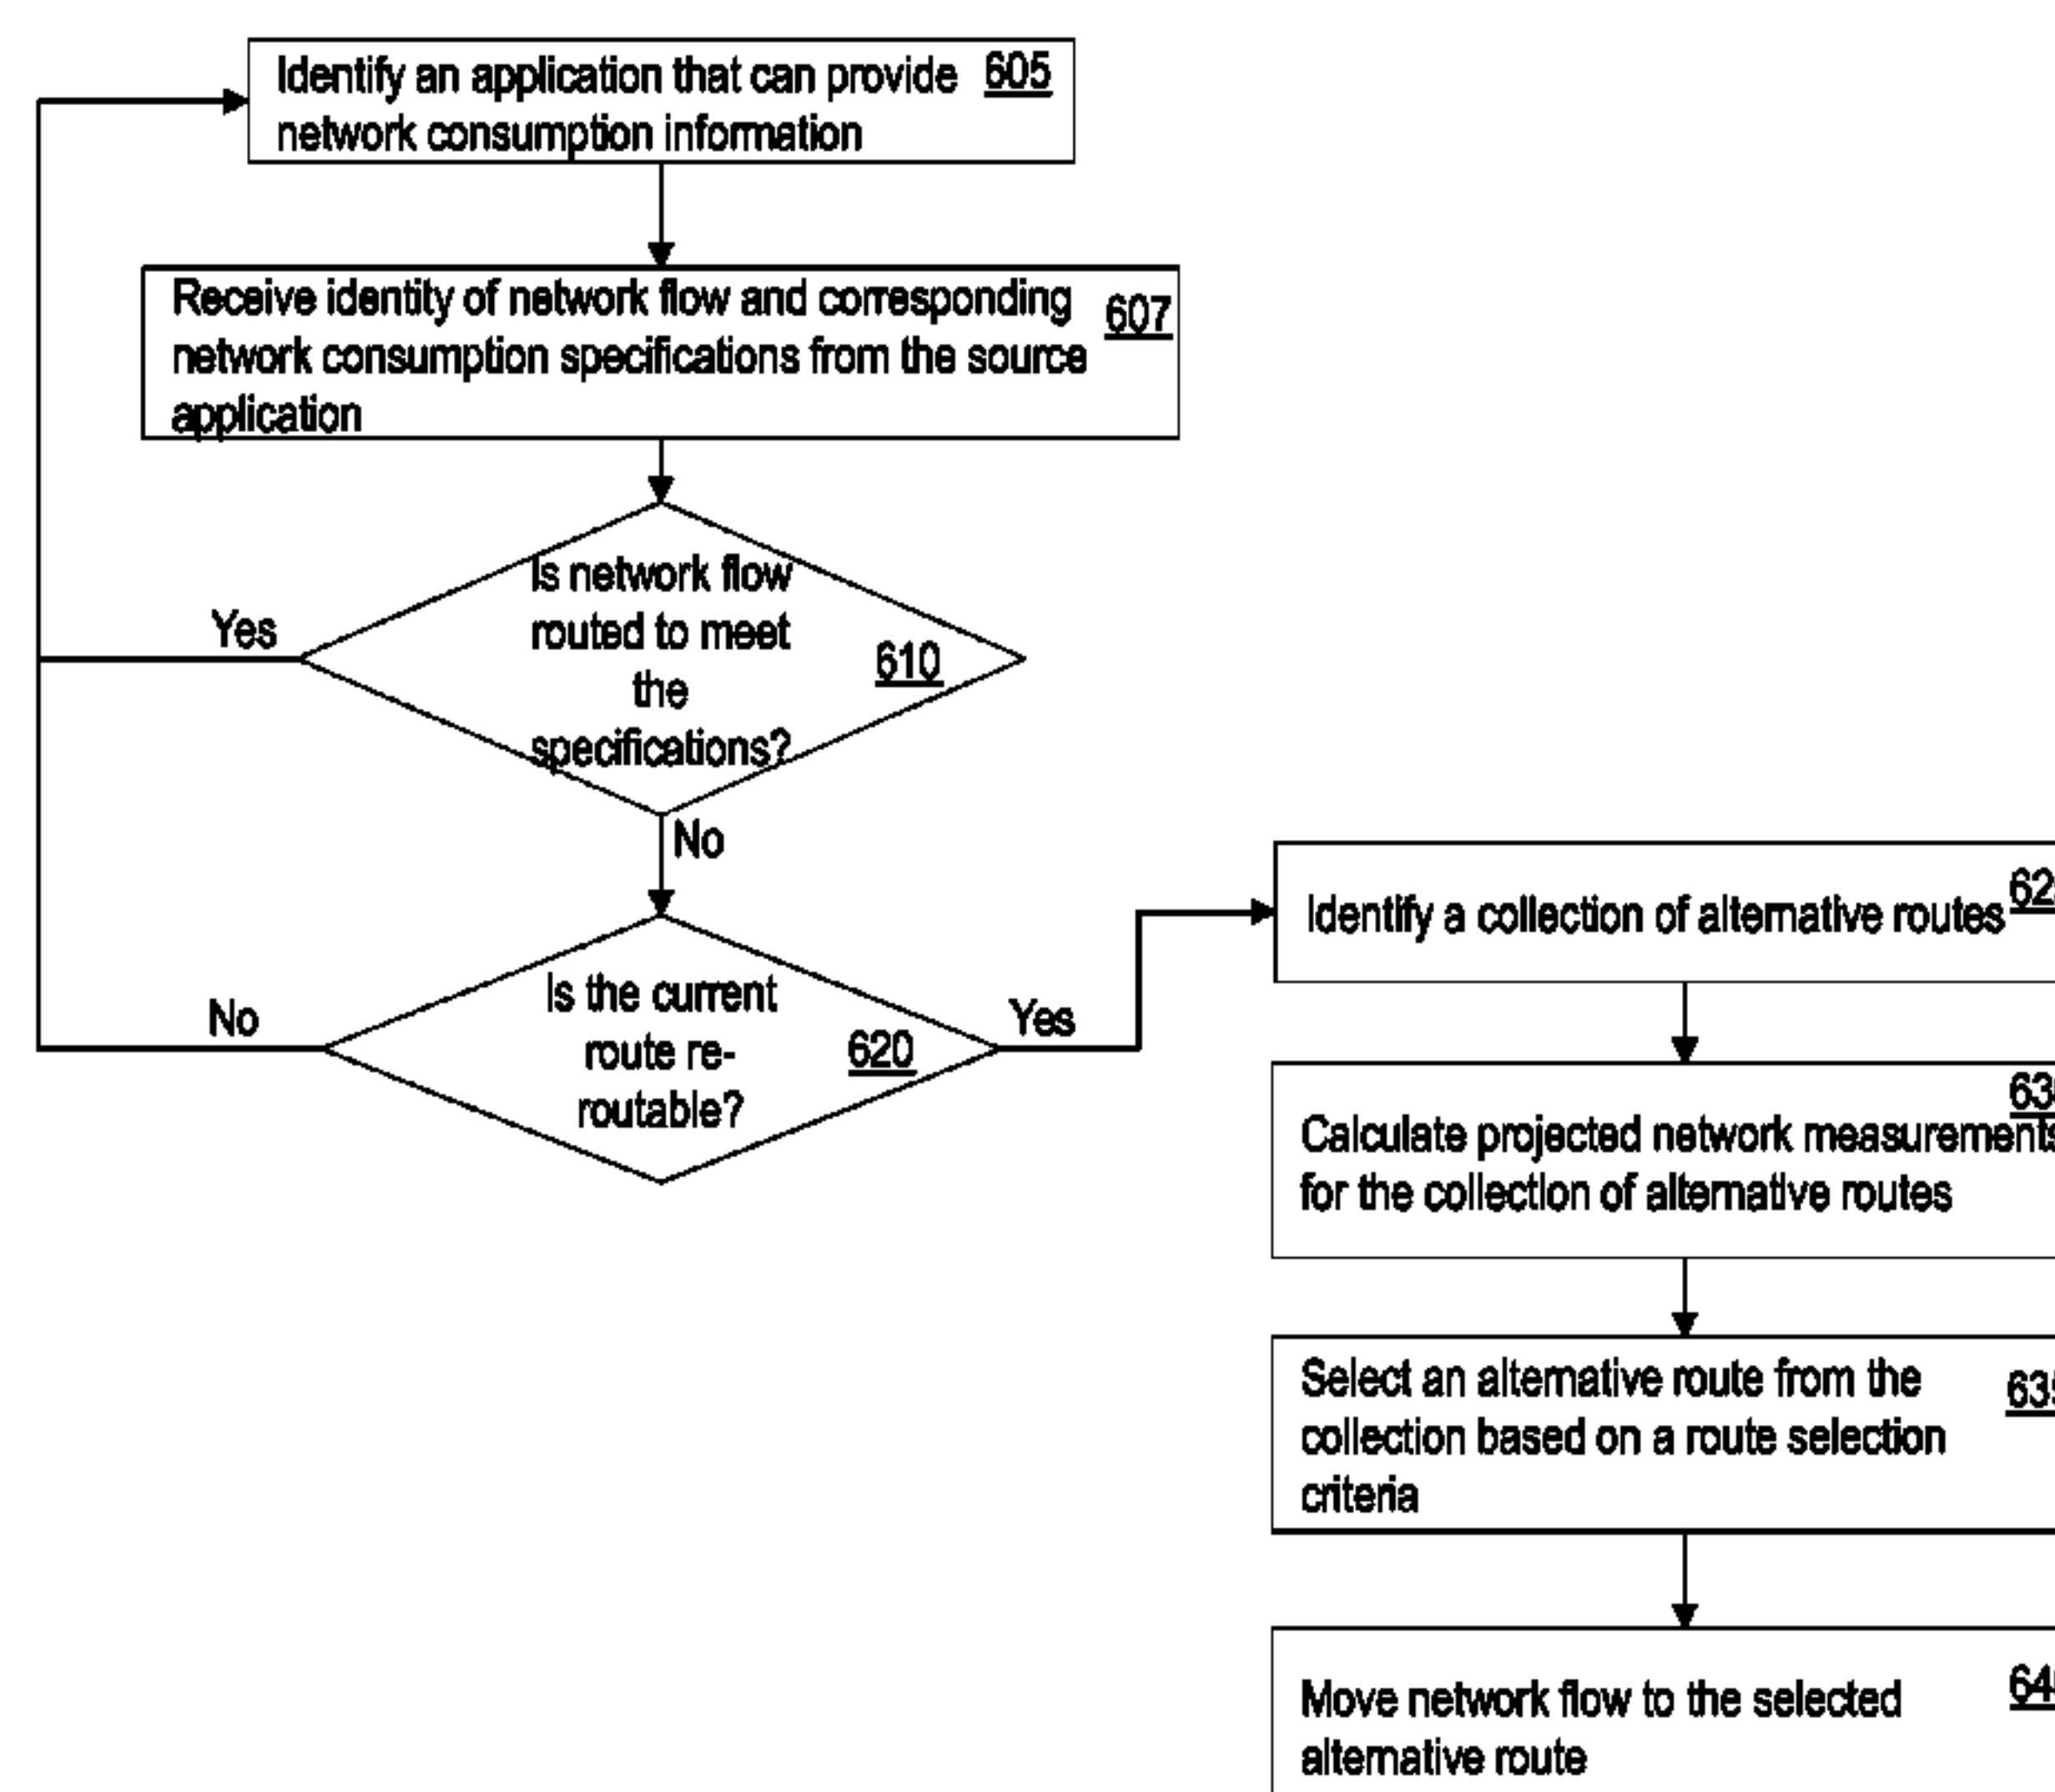 Identify an application that can provide 605
network consumption information
Receive identity of network flow and corresponding 607
network consumption specifications from the source
application
Is network flow
routed to meet
the
specifications?
610
Yes
No
Is the current
route re-
routable?
620
No
Yes
Identify a collection of alternative routes
Calculate projected network measurements
for the collection of alternative routes
Select an alternative route from the
collection based on a route selection
criteria
Move network flow to the selected
alternative route